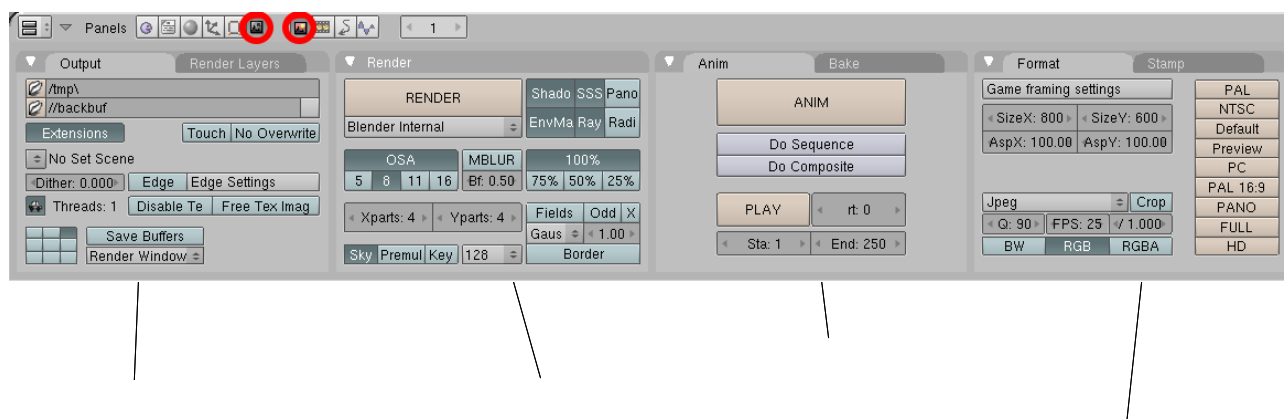 Panels 1
Output Render Layers
/tmp\
//backbuf
Extensions Touch No Overwrite
No Set Scene
Dither: 0.000 Edge Edge Settings
Threads: 1 Disable Te Free Tex Imag
Save Buffers
Render Window
Render
RENDER Shado SSS Pano
Blender Internal EnvMa Ray Radi
OSA MBLUR 100%
5 8 11 16 Bf: 0.50 75% 50% 25%
Xparts: 4 Yparts: 4 Fields Odd X
Gaus 1.00
Sky Premul Key 128 Border
Anim Bake
ANIM
Do Sequence
Do Composite
PLAY rt: 0
Sta: 1 End: 250
Format Stamp
Game framing settings
SizeX: 800 SizeY: 600
AspX: 100.00 AspY: 100.00
Jpeg Crop
Q: 90 FPS: 25 / 1.000
BW RGB RGBA
PAL
NTSC
Default
Preview
PC
PAL 16:9
PANO
FULL
HD